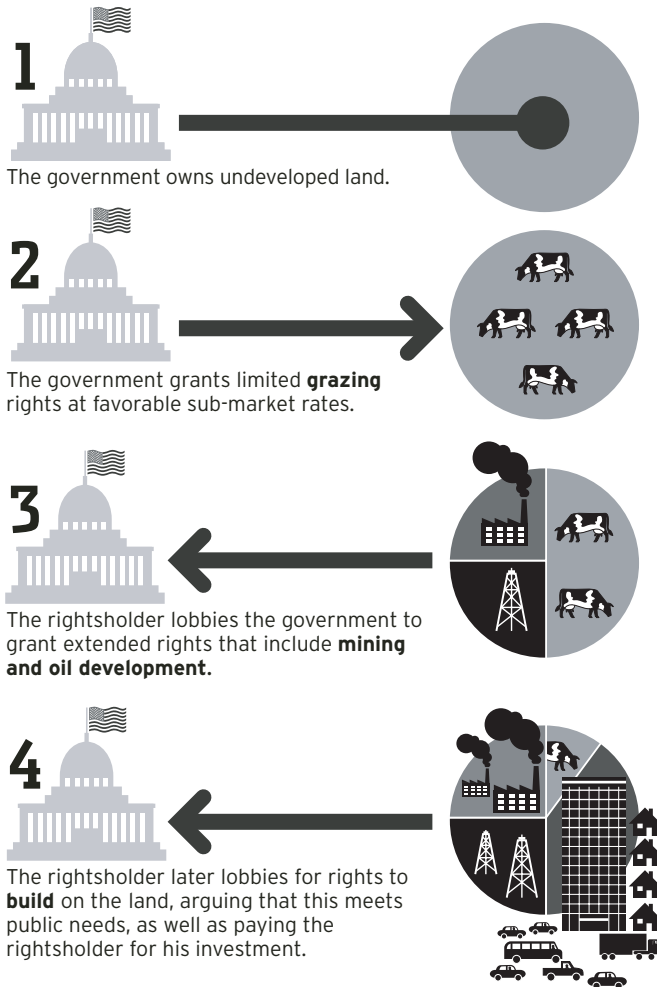 1
The government owns undeveloped land.
2
The government grants limited grazing
rights at favorable sub-market rates.
3
The rightsholder lobbies the government to
grant extended rights that include mining
and oil development.
4
The rightsholder later lobbies for rights to
build on the land, arguing that this meets
public needs, as well as paying the
rightsholder for his investment.